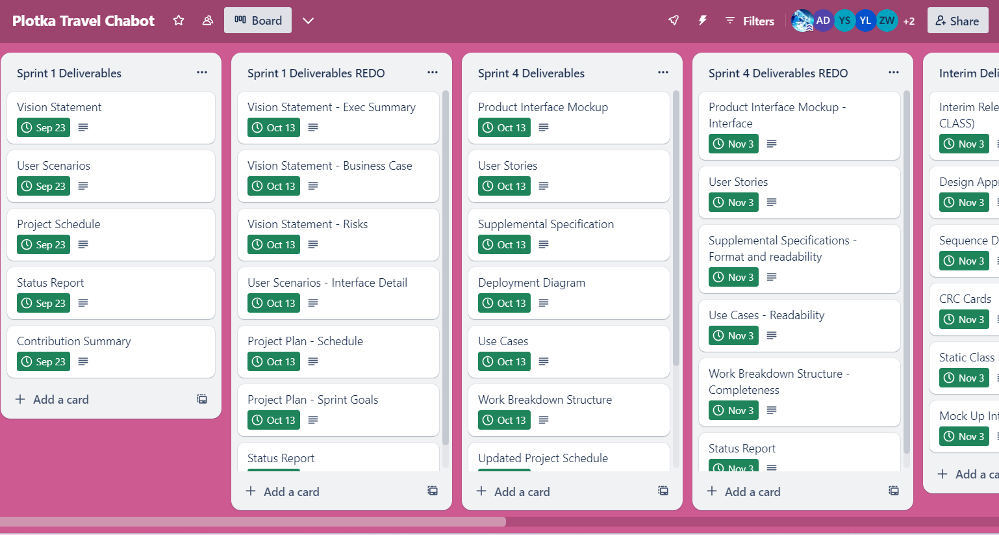 Plotka Travel Chabot
Board
Filters
AD
YS
YL
ZW
+2
Share
Sprint 1 Deliverables
Vision Statement
Sep 23
User Scenarios
Sep 23
Project Schedule
Sep 23
Status Report
Sep 23
Contribution Summary
Sep 23
Add a card
Sprint 1 Deliverables REDO
Vision Statement - Exec Summary
Oct 13
Vision Statement - Business Case
Oct 13
Vision Statement - Risks
Oct 13
User Scenarios - Interface Detail
Oct 13
Project Plan - Schedule
Oct 13
Project Plan - Sprint Goals
Oct 13
Status Report
Add a card
Sprint 4 Deliverables
Product Interface Mockup
Oct 13
User Stories
Oct 13
Supplemental Specification
Oct 13
Deployment Diagram
Oct 13
Use Cases
Oct 13
Work Breakdown Structure
Oct 13
Updated Project Schedule
Add a card
Sprint 4 Deliverables REDO
Product Interface Mockup -
Interface
Nov 3
User Stories
Nov 3
Supplemental Specifications -
Format and readability
Nov 3
Use Cases - Readability
Nov 3
Work Breakdown Structure -
Completeness
Nov 3
Status Report
Nov 3
Add a card
Interim Deli
Interim Rele
CLASS)
Nov 3
Design App
Nov 3
Sequence D
Nov 3
CRC Cards
Nov 3
Static Class
Nov 3
Mock Up Int
Nov 3
Add a ca